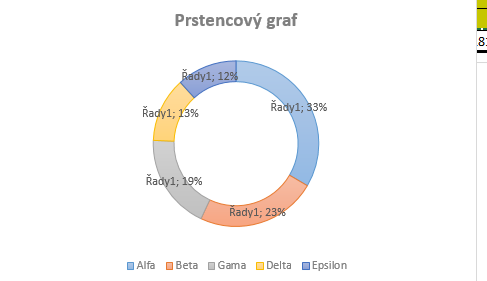 Prstencový graf
Řady1; 12%
Řady1; 33%
Řady1; 13%
Řady1; 19%
Řady1; 23%
Alfa Beta Gama Delta Epsilon